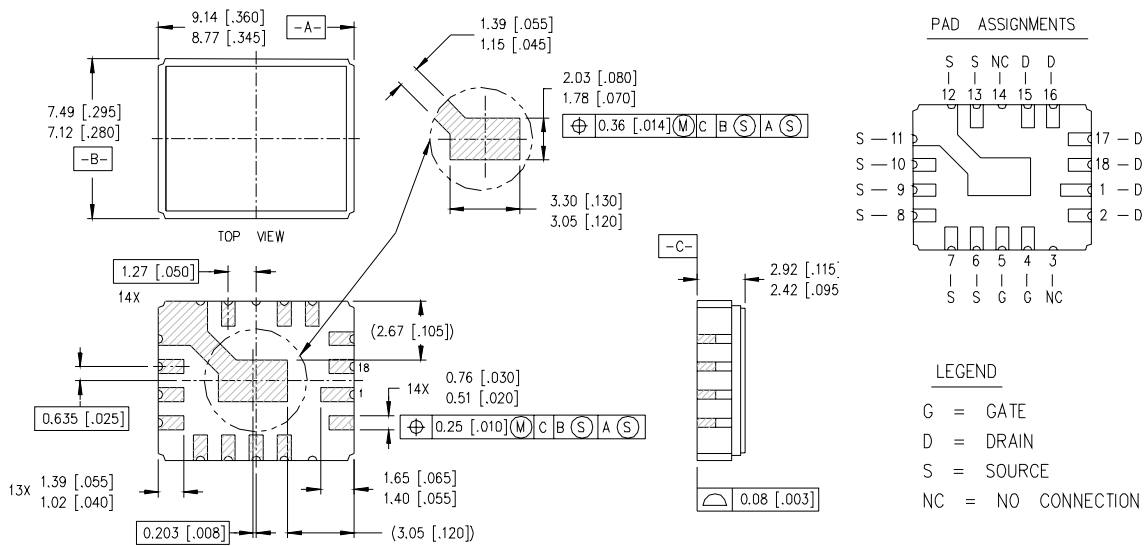 9.14 [.360]
8.77 [.345]
-A-
7.49 [.295]
7.12 [.280]
-B-
TOP VIEW
1.39 [.055]
1.15 [.045]
2.03 [.080]
1.78 [.070]
⌖ 0.36 [.014] Ⓜ C B Ⓢ A Ⓢ
3.30 [.130]
3.05 [.120]
PAD ASSIGNMENTS
S S NC D D
12 13 14 15 16
S 11
S 10
S 9
S 8
17 D
18 D
1 D
2 D
7 6 5 4 3
S S G G NC
1.27 [.050]
14X
(2.67 [.105])
18
1
0.635 [.025]
14X 0.76 [.030]
0.51 [.020]
⌖ 0.25 [.010] Ⓜ C B Ⓢ A Ⓢ
13X 1.39 [.055]
1.02 [.040]
1.65 [.065]
1.40 [.055]
0.203 [.008]
(3.05 [.120])
-C-
2.92 [.115
2.42 [.095
⌓ 0.08 [.003]
LEGEND
G = GATE
D = DRAIN
S = SOURCE
NC = NO CONNECTION